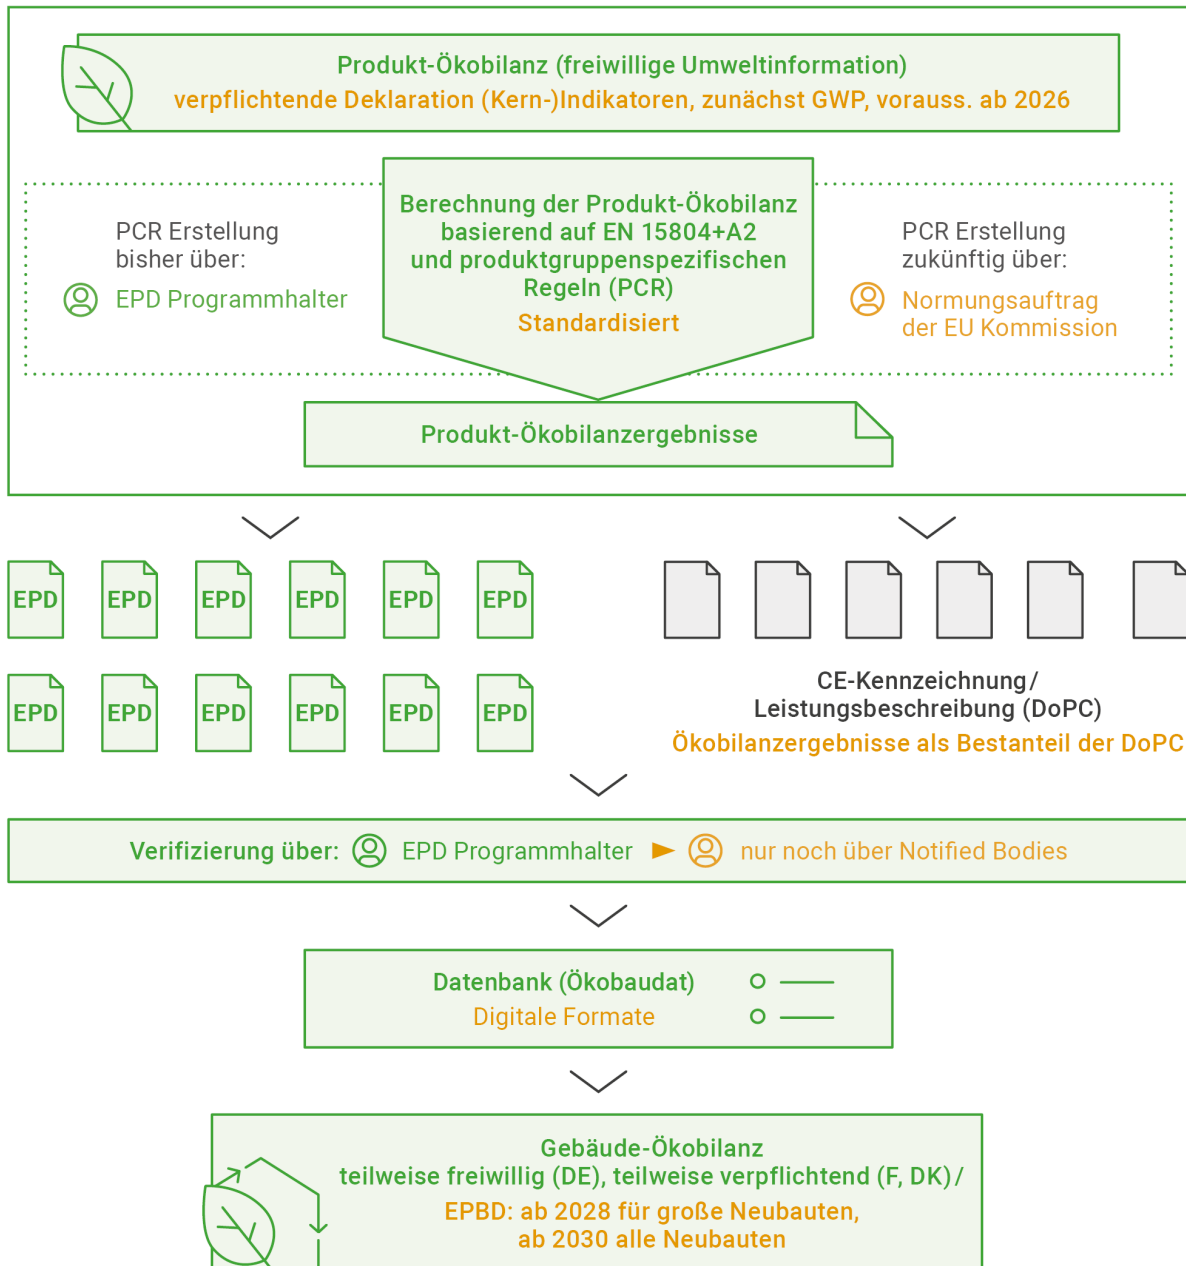 Produkt-Ökobilanz (freiwillige Umweltinformation)
verpflichtende Deklaration (Kern-)Indikatoren, zunächst GWP, vorauss. ab 2026
PCR Erstellung
bisher über:
EPD Programmhalter
Berechnung der Produkt-Ökobilanz
basierend auf EN 15804+A2
und produktgruppenspezifischen
Regeln (PCR)
Standardisiert
PCR Erstellung
zukünftig über:
Normungsauftrag
der EU Kommission
Produkt-Ökobilanzergebnisse
EPD EPD EPD EPD EPD EPD
EPD EPD EPD EPD EPD EPD
CE-Kennzeichnung/
Leistungsbeschreibung (DoPC)
Ökobilanzergebnisse als Bestanteil der DoPC
Verifizierung über: EPD Programmhalter nur noch über Notified Bodies
Datenbank (Ökobaudat)
Digitale Formate
Gebäude-Ökobilanz
teilweise freiwillig (DE), teilweise verpflichtend (F, DK)/
EPBD: ab 2028 für große Neubauten,
ab 2030 alle Neubauten